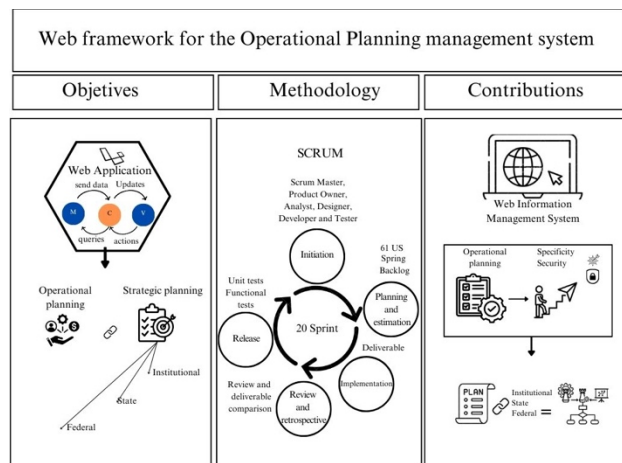 Web framework for the Operational Planning management system
Objetives
Methodology
Contributions
Web Application
send data
Updates
M
C
V
queries
actions
Operational
planning
Strategic planning
Institutional
State
Federal
SCRUM
Scrum Master,
Product Owner,
Analyst, Designer,
Developer and Tester
Initiation
61 US
Spring
Backlog
Planning and
estimation
Deliverable
Implementation
Review and
retrospective
Review and
deliverable
comparison
Release
Unit tests
Functional
tests
20 Sprint
Web Information
Management System
Operational
planning
Specificity
Security
PLAN
Institutional
State
Federal =